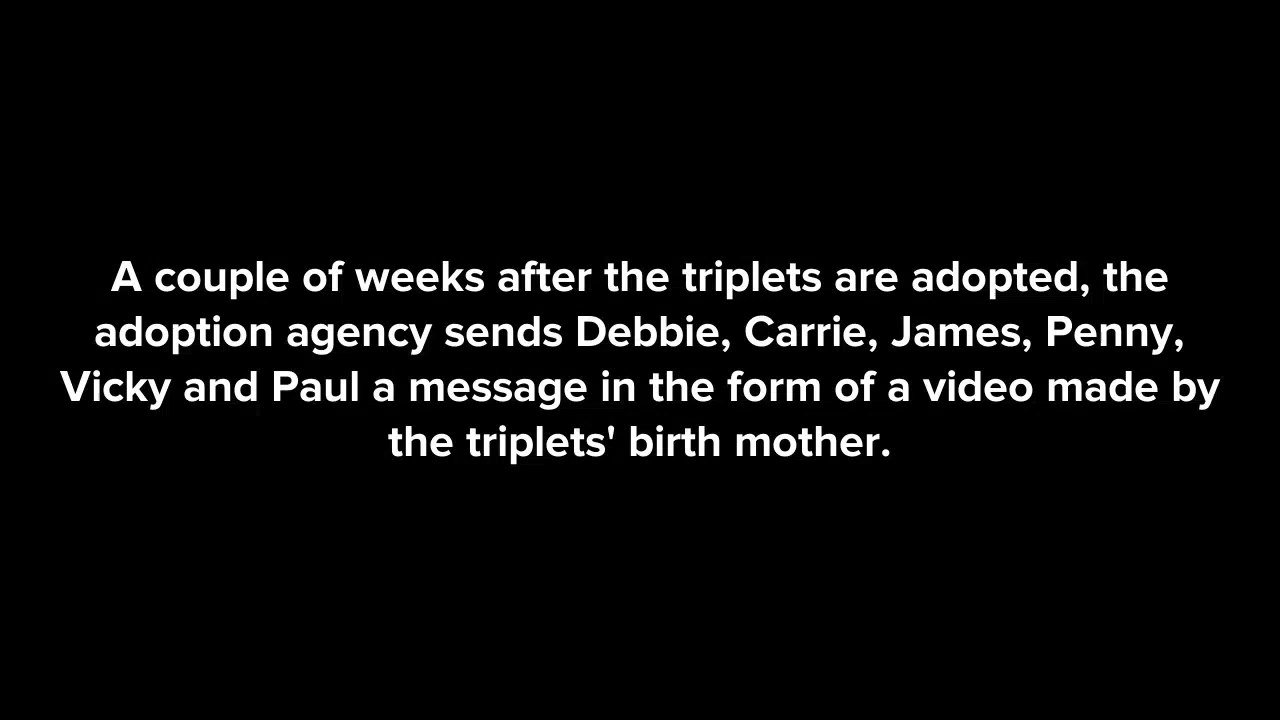 A couple of weeks after the triplets are adopted, the
adoption agency sends Debbie, Carrie, James, Penny,
Vicky and Paul a message in the form of a video made by
the triplets' birth mother.